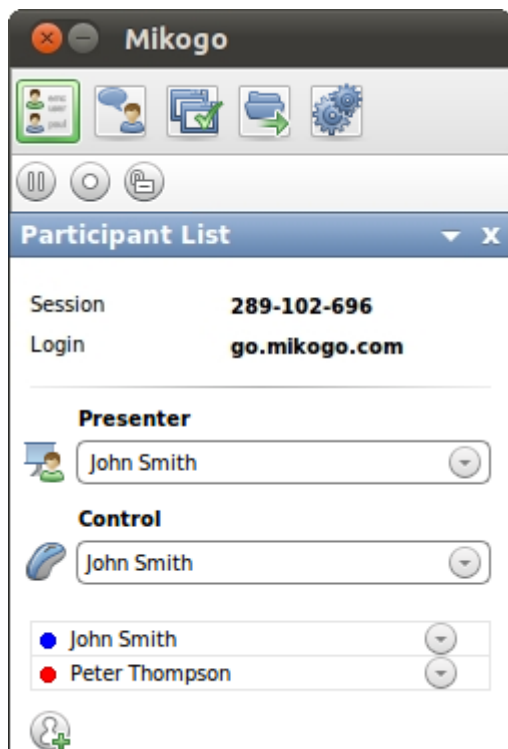 Mikogo
Participant List
Session 289-102-696
Login go.mikogo.com
Presenter
John Smith
Control
John Smith
John Smith
Peter Thompson